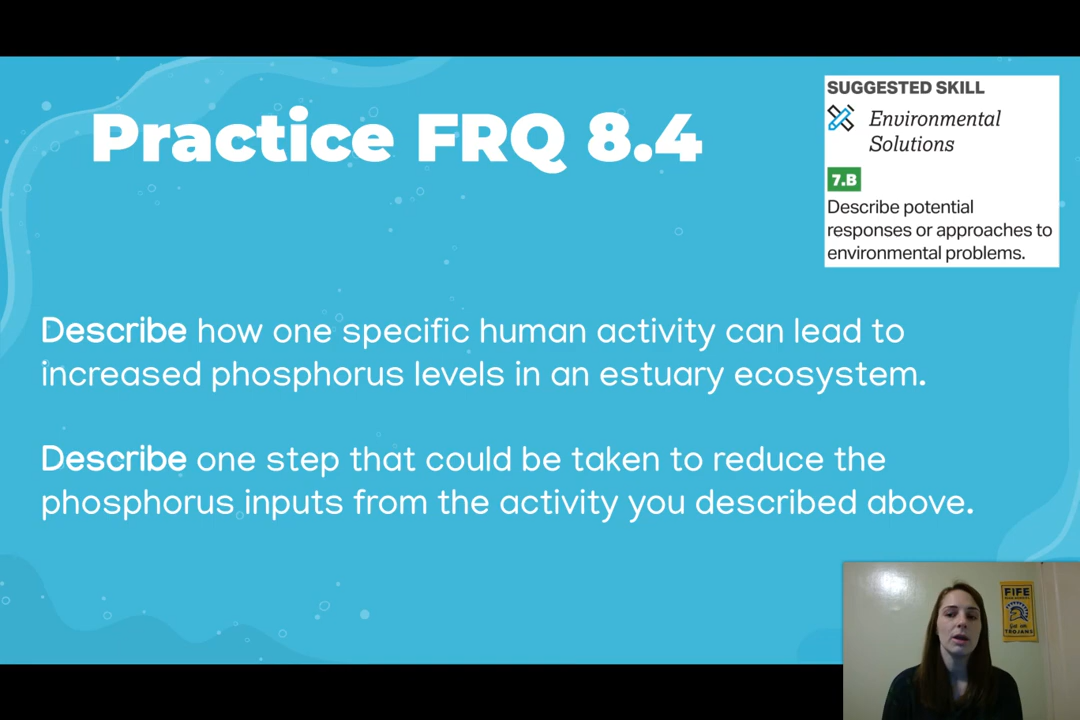 Practice FRQ 8.4
SUGGESTED SKILL
Environmental
Solutions
7.B
Describe potential
responses or approaches to
environmental problems.
Describe how one specific human activity can lead to
increased phosphorus levels in an estuary ecosystem.
Describe one step that could be taken to reduce the
phosphorus inputs from the activity you described above.
FIFE
TROJANS